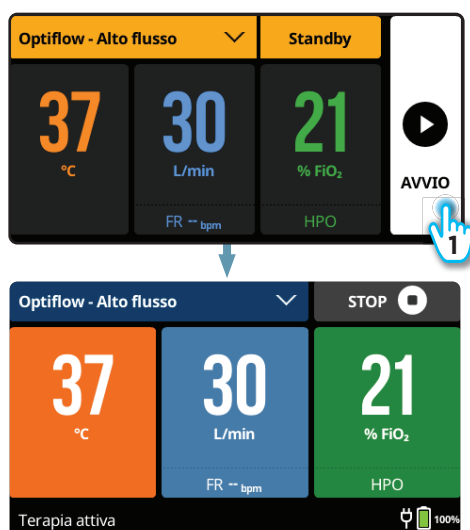 Optiflow - Alto flusso Standby
37 30 21
°C L/min % FiO₂
AVVIO
FR -- bpm HPO
1
Optiflow - Alto flusso STOP
37 30 21
°C L/min % FiO₂
FR -- bpm HPO
Terapia attiva 100%